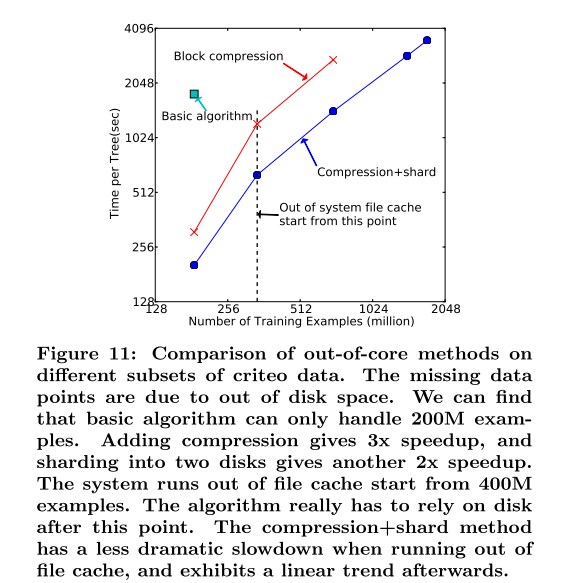 4096
Block compression
2048
Basic algorithm
1024
Time per Tree(sec)
Compression+shard
512
Out of system file cache
start from this point
256
128
128 256 512 1024 2048
Number of Training Examples (million)
Figure 11: Comparison of out-of-core methods on
different subsets of criteo data. The missing data
points are due to out of disk space. We can find
that basic algorithm can only handle 200M exam-
ples. Adding compression gives 3x speedup, and
sharding into two disks gives another 2x speedup.
The system runs out of file cache start from 400M
examples. The algorithm really has to rely on disk
after this point. The compression+shard method
has a less dramatic slowdown when running out of
file cache, and exhibits a linear trend afterwards.